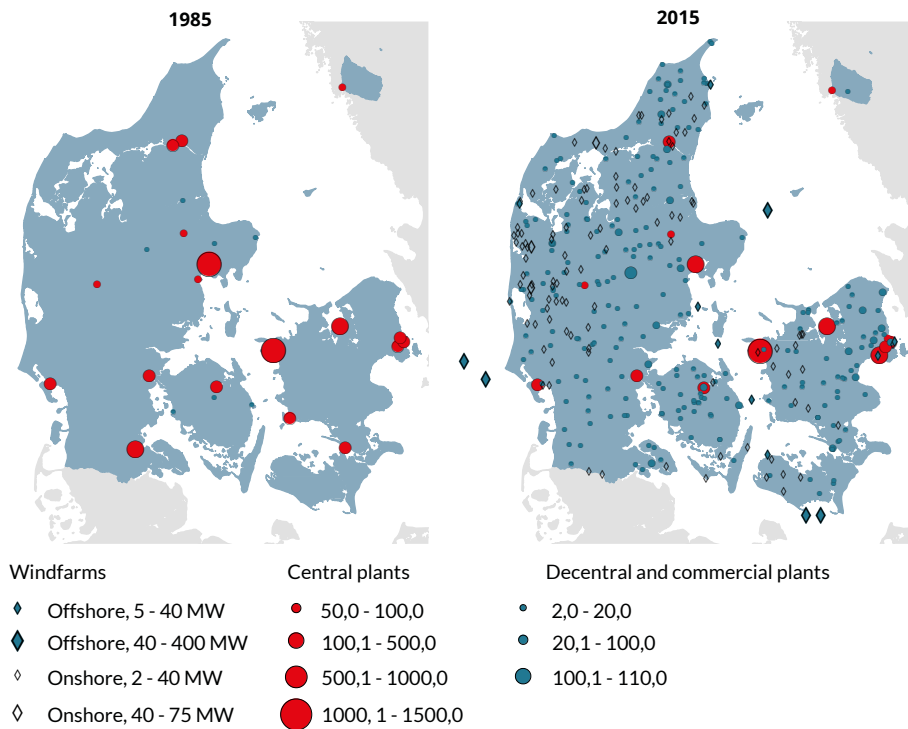 1985
2015
Windfarms
Offshore, 5 - 40 MW
Offshore, 40 - 400 MW
Onshore, 2 - 40 MW
Onshore, 40 - 75 MW
Central plants
50,0 - 100,0
100,1 - 500,0
500,1 - 1000,0
1000, 1 - 1500,0
Decentral and commercial plants
2,0 - 20,0
20,1 - 100,0
100,1 - 110,0